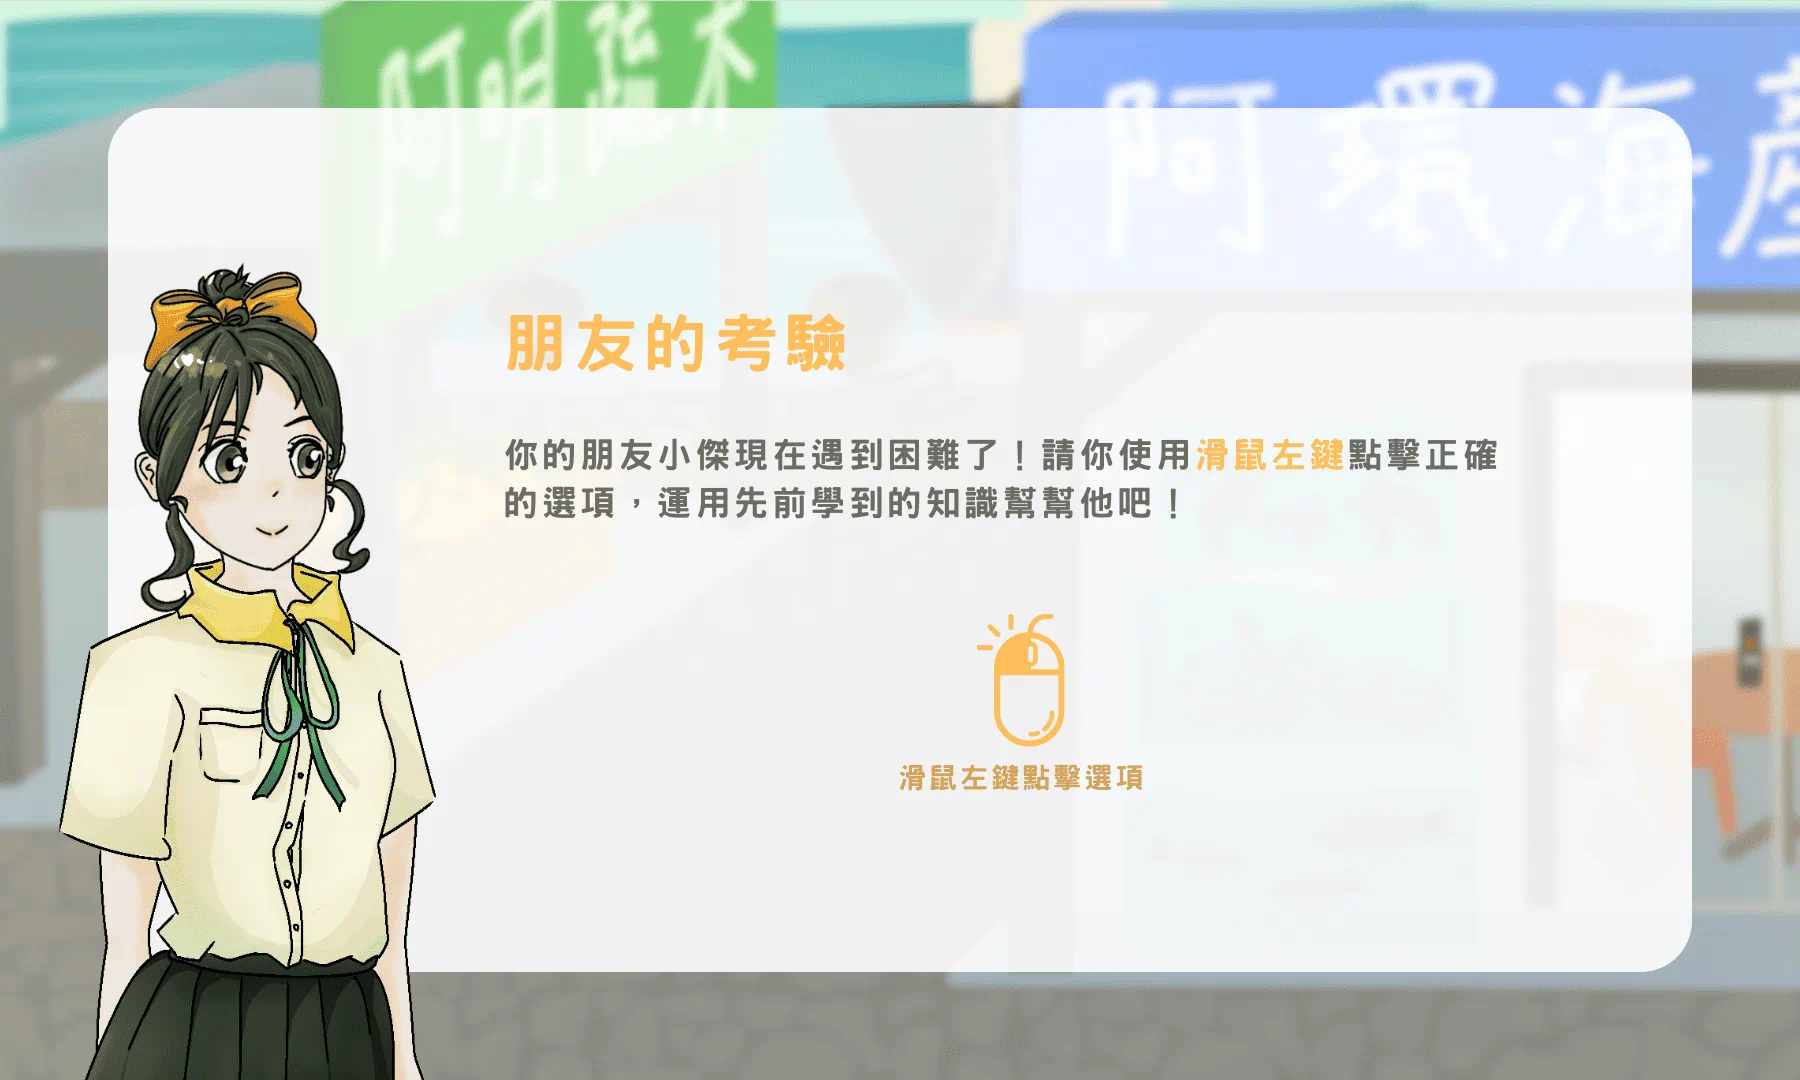 阿明蔬木
阿環海產
朋友的考驗
你的朋友小傑現在遇到困難了！請你使用滑鼠左鍵點擊正確
的選項，運用先前學到的知識幫幫他吧！
滑鼠左鍵點擊選項